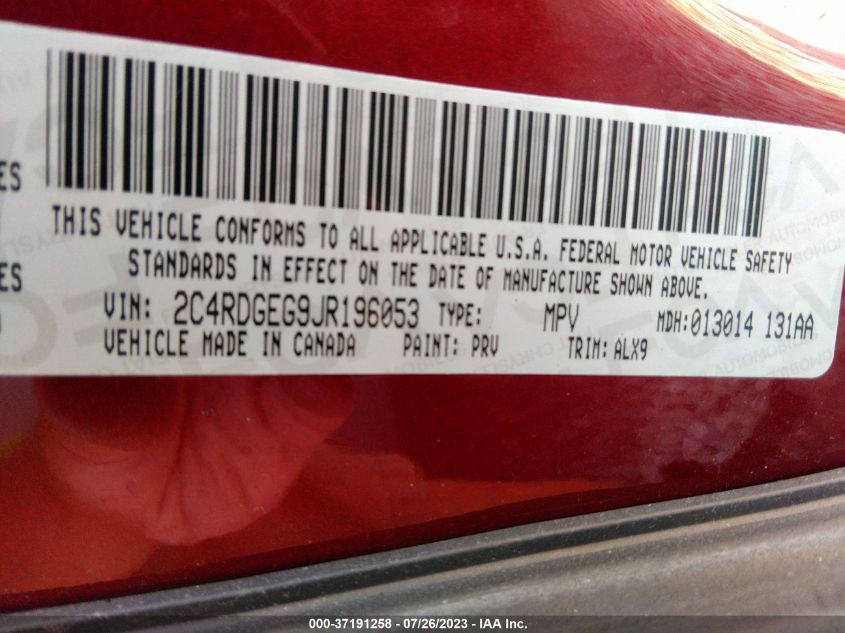 ES
ES
THIS VEHICLE CONFORMS TO ALL APPLICABLE U.S.A. FEDERAL MOTOR VEHICLE SAFETY
STANDARDS IN EFFECT ON THE DATE OF MANUFACTURE SHOWN ABOVE.
VIN: 2C4RDGEG9JR196053 TYPE: MPV MDH:013014 131AA
VEHICLE MADE IN CANADA PAINT: PRV TRIM: ALX9
000-37191258 - 07/26/2023 - IAA Inc.